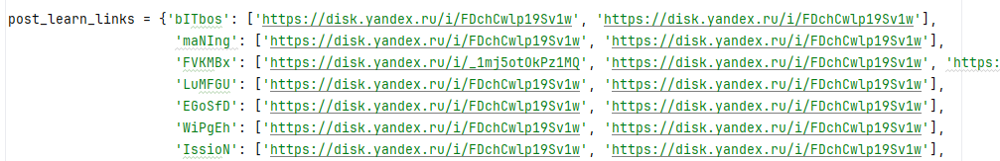 post_learn_links = {'bITbos': ['https://disk.yandex.ru/i/FDchCwlp19Sv1w', 'https://disk.yandex.ru/i/FDchCwlp19Sv1w'],
'maNIng': ['https://disk.yandex.ru/i/FDchCwlp19Sv1w', 'https://disk.yandex.ru/i/FDchCwlp19Sv1w'],
'FVKMBx': ['https://disk.yandex.ru/i/_1mj5otOkPz1MQ', 'https://disk.yandex.ru/i/FDchCwlp19Sv1w', 'https:
'LuMFGU': ['https://disk.yandex.ru/i/FDchCwlp19Sv1w', 'https://disk.yandex.ru/i/FDchCwlp19Sv1w'],
'EGoSfD': ['https://disk.yandex.ru/i/FDchCwlp19Sv1w', 'https://disk.yandex.ru/i/FDchCwlp19Sv1w'],
'WiPgEh': ['https://disk.yandex.ru/i/FDchCwlp19Sv1w', 'https://disk.yandex.ru/i/FDchCwlp19Sv1w'],
'IssioN': ['https://disk.yandex.ru/i/FDchCwlp19Sv1w', 'https://disk.yandex.ru/i/FDchCwlp19Sv1w'],